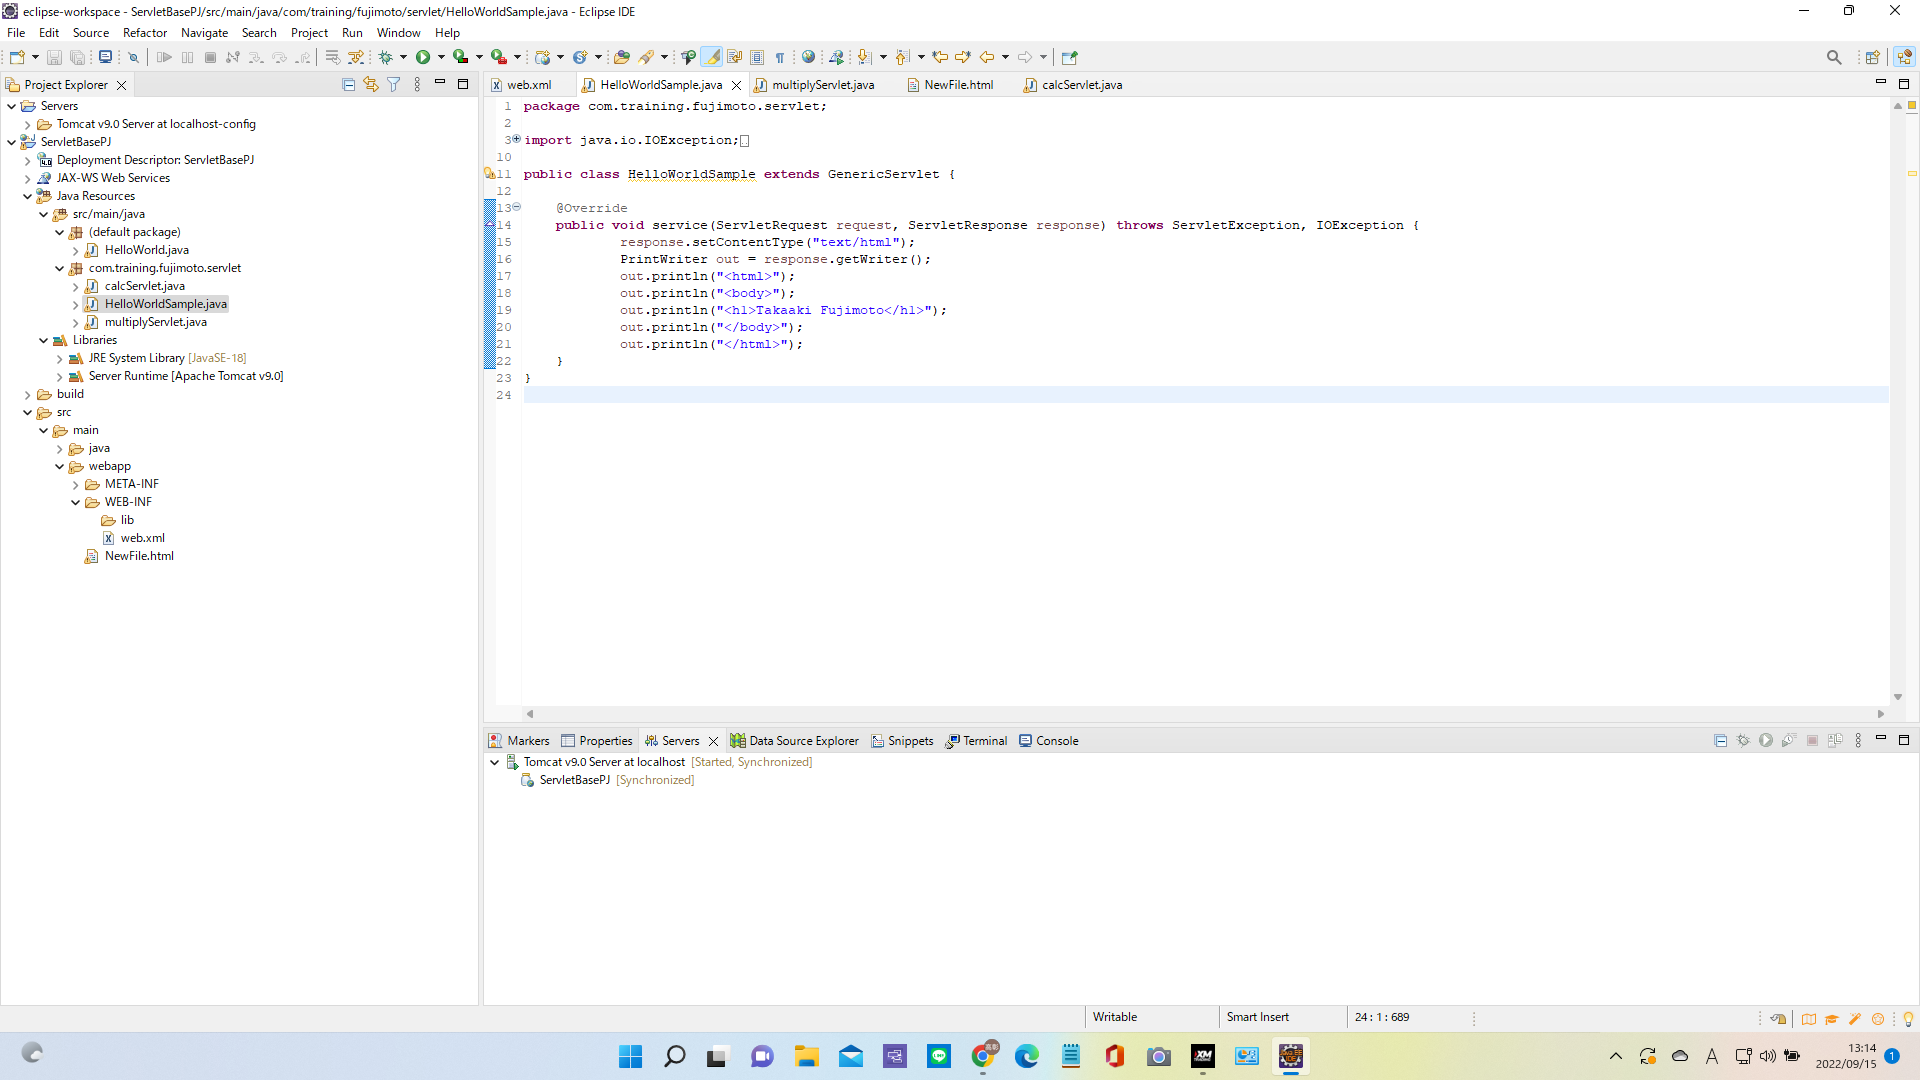 eclipse-workspace - ServletBasePJ/src/main/java/com/training/fujimoto/servlet/HelloWorldSample.java - Eclipse IDE
File Edit Source Refactor Navigate Search Project Run Window Help
Project Explorer
Servers
Tomcat v9.0 Server at localhost-config
ServletBasePJ
Deployment Descriptor: ServletBasePJ
JAX-WS Web Services
Java Resources
src/main/java
(default package)
HelloWorld.java
com.training.fujimoto.servlet
calcServlet.java
HelloWorldSample.java
multiplyServlet.java
Libraries
JRE System Library [JavaSE-18]
Server Runtime [Apache Tomcat v9.0]
build
src
main
java
webapp
META-INF
WEB-INF
lib
web.xml
NewFile.html
web.xml HelloWorldSample.java multiplyServlet.java NewFile.html calcServlet.java
1 package com.training.fujimoto.servlet;
2
3 import java.io.IOException;
10
11 public class HelloWorldSample extends GenericServlet {
12
13 @Override
14 public void service(ServletRequest request, ServletResponse response) throws ServletException, IOException {
15 response.setContentType("text/html");
16 PrintWriter out = response.getWriter();
17 out.println("<html>");
18 out.println("<body>");
19 out.println("<h1>Takaaki Fujimoto</h1>");
20 out.println("</body>");
21 out.println("</html>");
22 }
23 }
24
Markers Properties Servers Data Source Explorer Snippets Terminal Console
Tomcat v9.0 Server at localhost [Started, Synchronized]
ServletBasePJ [Synchronized]
Writable Smart Insert 24 : 1 : 689
A
13:14
2022/09/15
1